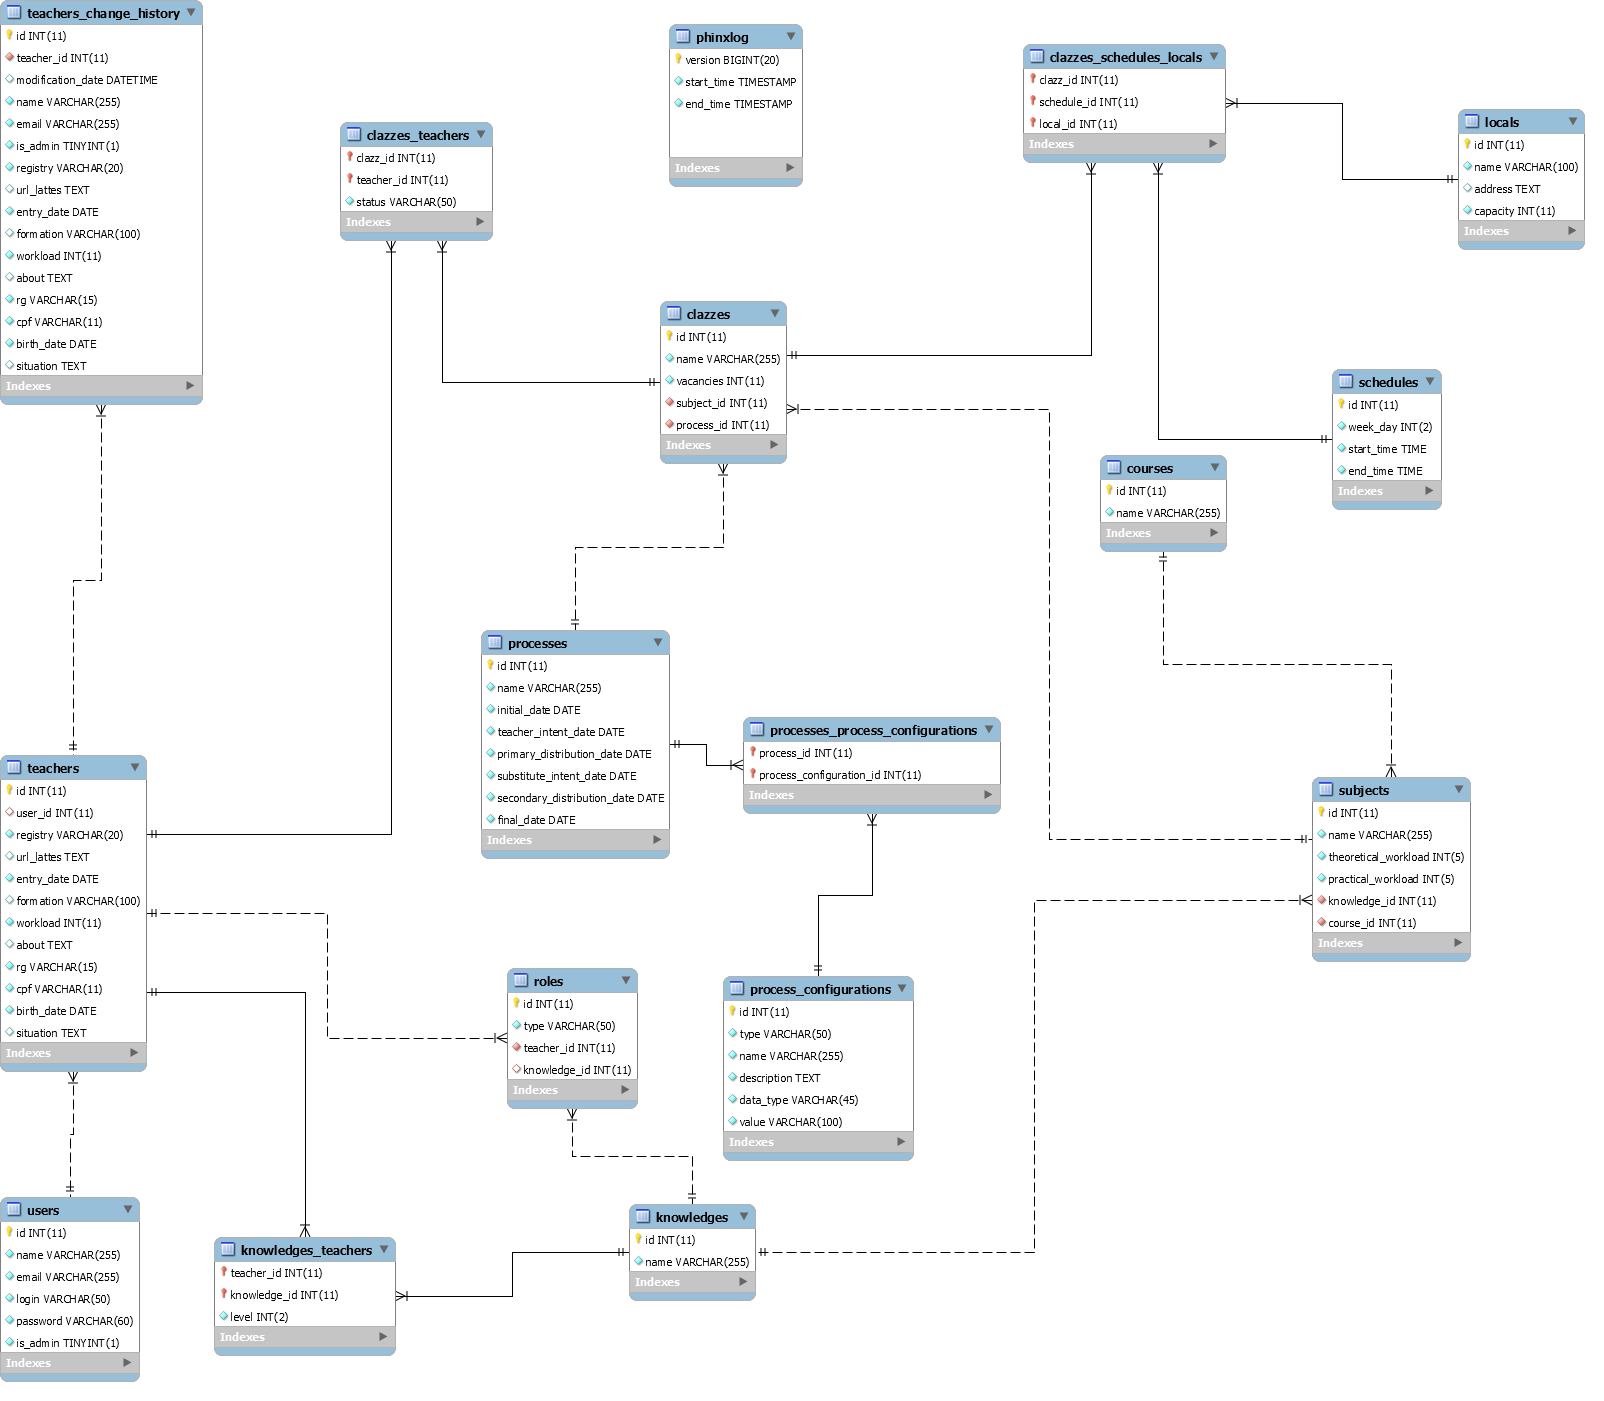 teachers_change_history
id INT(11)
teacher_id INT(11)
modification_date DATETIME
name VARCHAR(255)
email VARCHAR(255)
is_admin TINYINT(1)
registry VARCHAR(20)
url_lattes TEXT
entry_date DATE
formation VARCHAR(100)
workload INT(11)
about TEXT
rg VARCHAR(15)
cpf VARCHAR(11)
birth_date DATE
situation TEXT
Indexes
clazzes_teachers
clazz_id INT(11)
teacher_id INT(11)
status VARCHAR(50)
Indexes
phinxlog
version BIGINT(20)
start_time TIMESTAMP
end_time TIMESTAMP
Indexes
clazzes_schedules_locals
clazz_id INT(11)
schedule_id INT(11)
local_id INT(11)
Indexes
locals
id INT(11)
name VARCHAR(100)
address TEXT
capacity INT(11)
Indexes
clazzes
id INT(11)
name VARCHAR(255)
vacancies INT(11)
subject_id INT(11)
process_id INT(11)
Indexes
schedules
id INT(11)
week_day INT(2)
start_time TIME
end_time TIME
Indexes
courses
id INT(11)
name VARCHAR(255)
Indexes
processes
id INT(11)
name VARCHAR(255)
initial_date DATE
teacher_intent_date DATE
primary_distribution_date DATE
substitute_intent_date DATE
secondary_distribution_date DATE
final_date DATE
Indexes
processes_process_configurations
process_id INT(11)
process_configuration_id INT(11)
Indexes
teachers
id INT(11)
user_id INT(11)
registry VARCHAR(20)
url_lattes TEXT
entry_date DATE
formation VARCHAR(100)
workload INT(11)
about TEXT
rg VARCHAR(15)
cpf VARCHAR(11)
birth_date DATE
situation TEXT
Indexes
subjects
id INT(11)
name VARCHAR(255)
theoretical_workload INT(5)
practical_workload INT(5)
knowledge_id INT(11)
course_id INT(11)
Indexes
roles
id INT(11)
type VARCHAR(50)
teacher_id INT(11)
knowledge_id INT(11)
Indexes
process_configurations
id INT(11)
type VARCHAR(50)
name VARCHAR(255)
description TEXT
data_type VARCHAR(45)
value VARCHAR(100)
Indexes
users
id INT(11)
name VARCHAR(255)
email VARCHAR(255)
login VARCHAR(50)
password VARCHAR(60)
is_admin TINYINT(1)
Indexes
knowledges_teachers
teacher_id INT(11)
knowledge_id INT(11)
level INT(2)
Indexes
knowledges
id INT(11)
name VARCHAR(255)
Indexes